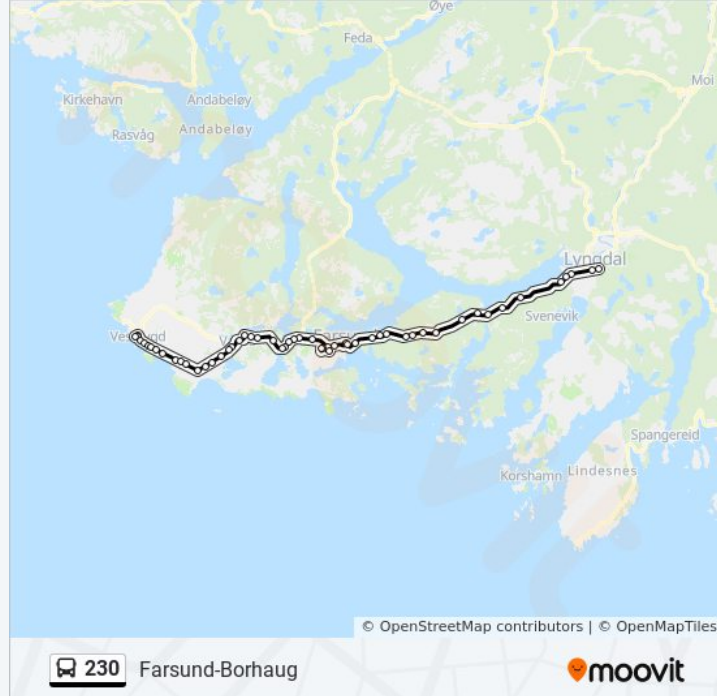 Øye
Feda
Moi
Kirkehavn
Andabeløy
Andabeløy
Rasvåg
Lyngdal
Svenevik
Farsund
Spangereid
Lindesnes
Korshamn
© OpenStreetMap contributors | © OpenMapTiles
230 Farsund-Borhaug
moovit